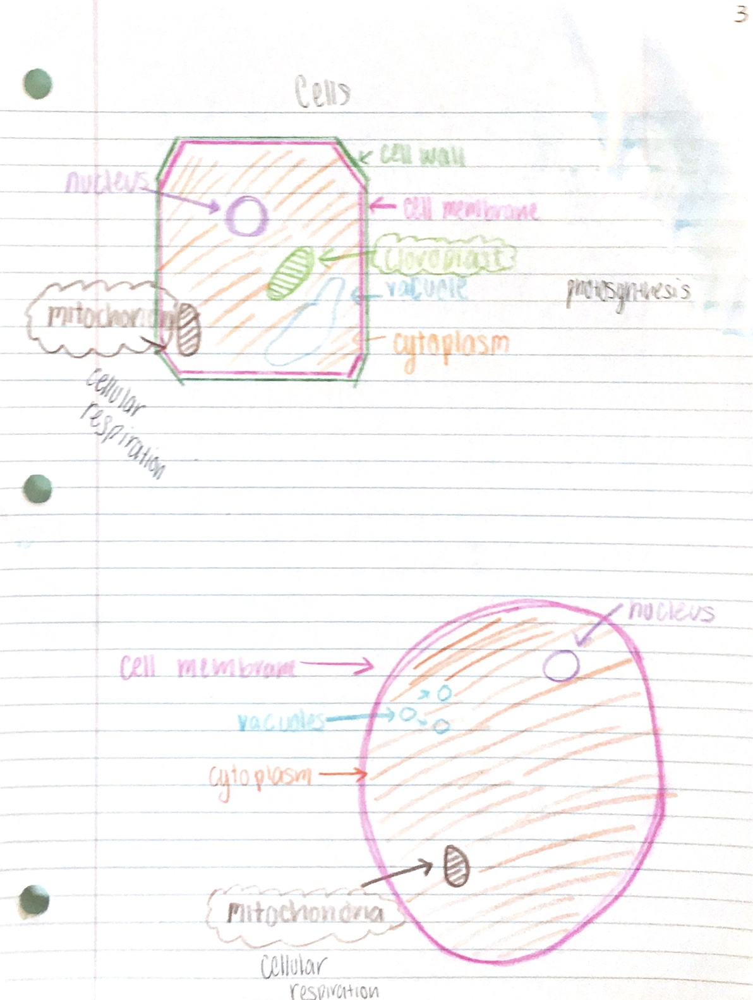 3
Cells
cell wall
nucleus
cell membrane
Cloroplast
vacuole
photosynthesis
mitochondria
cytoplasm
cellular
respiration
nucleus
cell membrane
vacuoles
cytoplasm
mitochondria
cellular
respiration